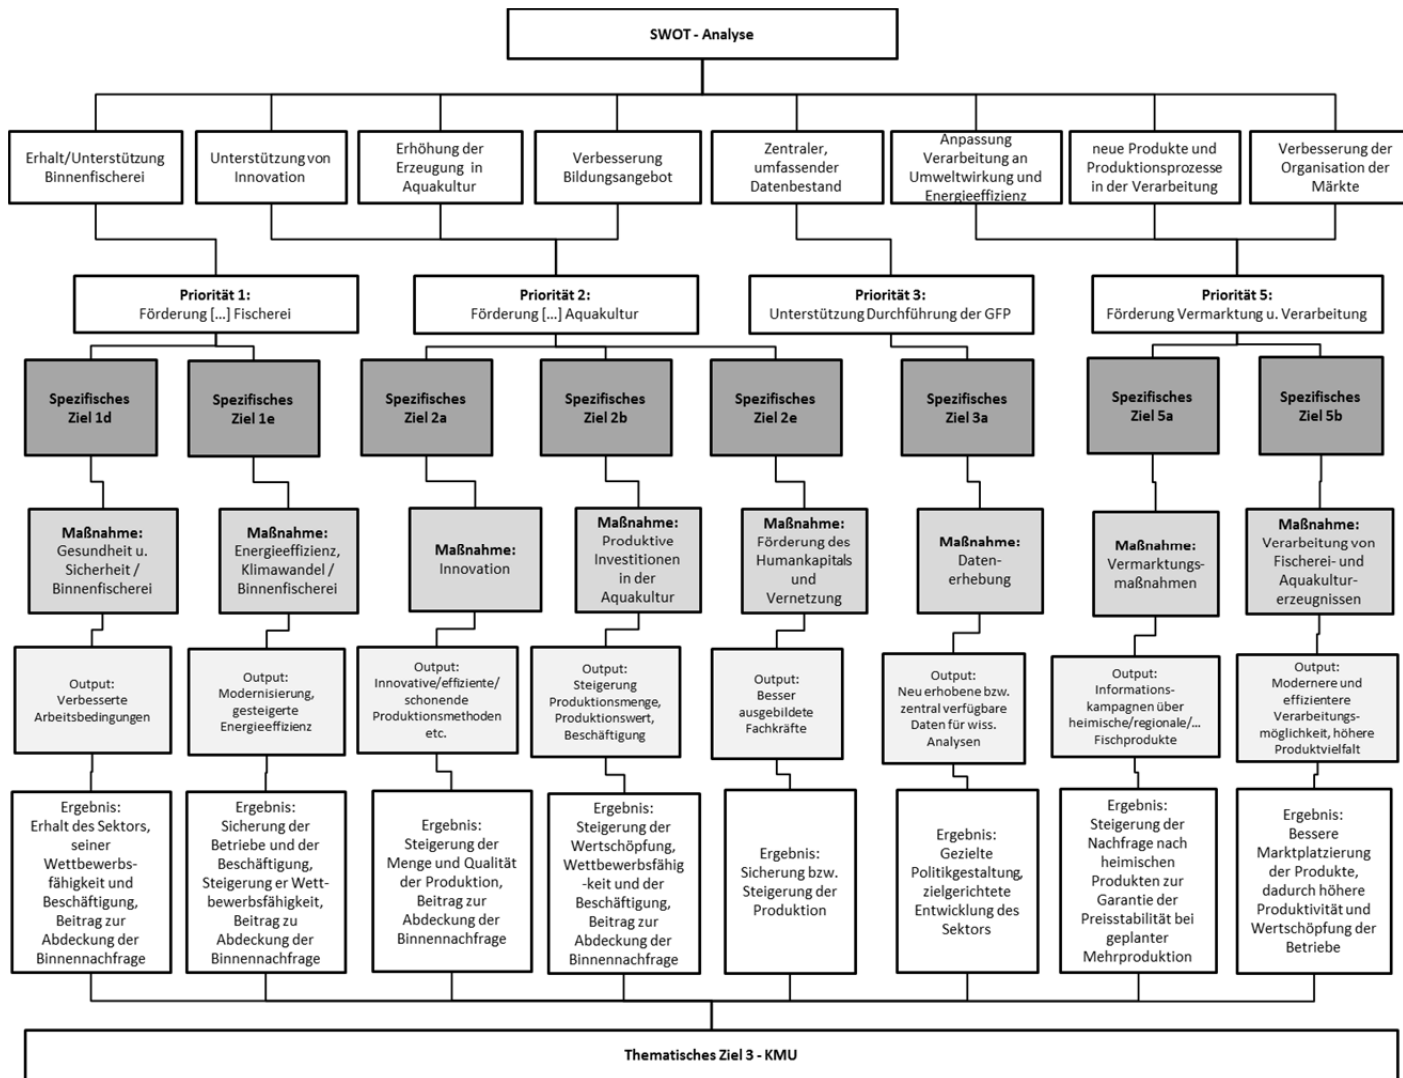 SWOT - Analyse
Erhalt/Unterstützung
Binnenfischerei
Unterstützung von
Innovation
Erhöhung der
Erzeugung in
Aquakultur
Verbesserung
Bildungsangebot
Zentraler,
umfassender
Datenbestand
Anpassung
Verarbeitung an
Umweltwirkung und
Energieeffizienz
neue Produkte und
Produktionsprozesse
in der Verarbeitung
Verbesserung der
Organisation der
Märkte
Priorität 1:
Förderung [...] Fischerei
Priorität 2:
Förderung [...] Aquakultur
Priorität 3:
Unterstützung Durchführung der GFP
Priorität 5:
Förderung Vermarktung u. Verarbeitung
Spezifisches
Ziel 1d
Spezifisches
Ziel 1e
Spezifisches
Ziel 2a
Spezifisches
Ziel 2b
Spezifisches
Ziel 2e
Spezifisches
Ziel 3a
Spezifisches
Ziel 5a
Spezifisches
Ziel 5b
Maßnahme:
Gesundheit u.
Sicherheit /
Binnenfischerei
Maßnahme:
Energieeffizienz,
Klimawandel /
Binnenfischerei
Maßnahme:
Innovation
Maßnahme:
Produktive
Investitionen
in der
Aquakultur
Maßnahme:
Förderung des
Humankapitals
und
Vernetzung
Maßnahme:
Daten-
erhebung
Maßnahme:
Vermarktungs-
maßnahmen
Maßnahme:
Verarbeitung von
Fischerei- und
Aquakultur-
erzeugnissen
Output:
Verbesserte
Arbeitsbedingungen
Output:
Modernisierung,
gesteigerte
Energieeffizienz
Output:
Innovative/effiziente/
schonende
Produktionsmethoden
etc.
Output:
Steigerung
Produktionsmenge,
Produktionswert,
Beschäftigung
Output:
Besser
ausgebildete
Fachkräfte
Output:
Neu erhobene bzw.
zentral verfügbare
Daten für wiss.
Analysen
Output:
Informations-
kampagnen über
heimische/regionale/...
Fischprodukte
Output:
Modernere und
effizientere
Verarbeitungs-
möglichkeit, höhere
Produktvielfalt
Ergebnis:
Erhalt des Sektors,
seiner
Wettbewerbs-
fähigkeit und
Beschäftigung,
Beitrag zur
Abdeckung der
Binnennachfrage
Ergebnis:
Sicherung der
Betriebe und der
Beschäftigung,
Steigerung er Wett-
bewerbsfähigkeit,
Beitrag zu
Abdeckung der
Binnennachfrage
Ergebnis:
Steigerung der
Menge und Qualität
der Produktion,
Beitrag zur
Abdeckung der
Binnennachfrage
Ergebnis:
Steigerung der
Wertschöpfung,
Wettbewerbsfähig
-keit und der
Beschäftigung,
Beitrag zur
Abdeckung der
Binnennachfrage
Ergebnis:
Sicherung bzw.
Steigerung der
Produktion
Ergebnis:
Gezielte
Politikgestaltung,
zielgerichtete
Entwicklung des
Sektors
Ergebnis:
Steigerung der
Nachfrage nach
heimischen
Produkten zur
Garantie der
Preisstabilität bei
geplanter
Mehrproduktion
Ergebnis:
Bessere
Marktplatzierung
der Produkte,
dadurch höhere
Produktivität und
Wertschöpfung der
Betriebe
Thematisches Ziel 3 - KMU